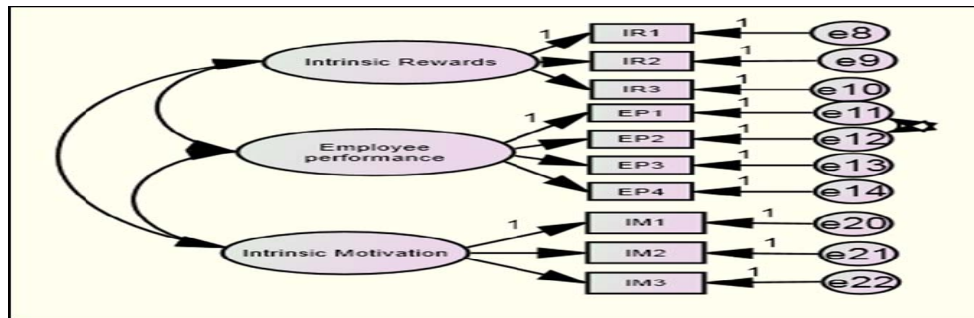 1 IR1 1 e8
Intrinsic Rewards IR2 1 e9
IR3 1 e10
1 EP1 1 e11
Employee performance EP2 1 e12
EP3 1 e13
EP4 1 e14
1 IM1 1 e20
Intrinsic Motivation IM2 1 e21
IM3 1 e22